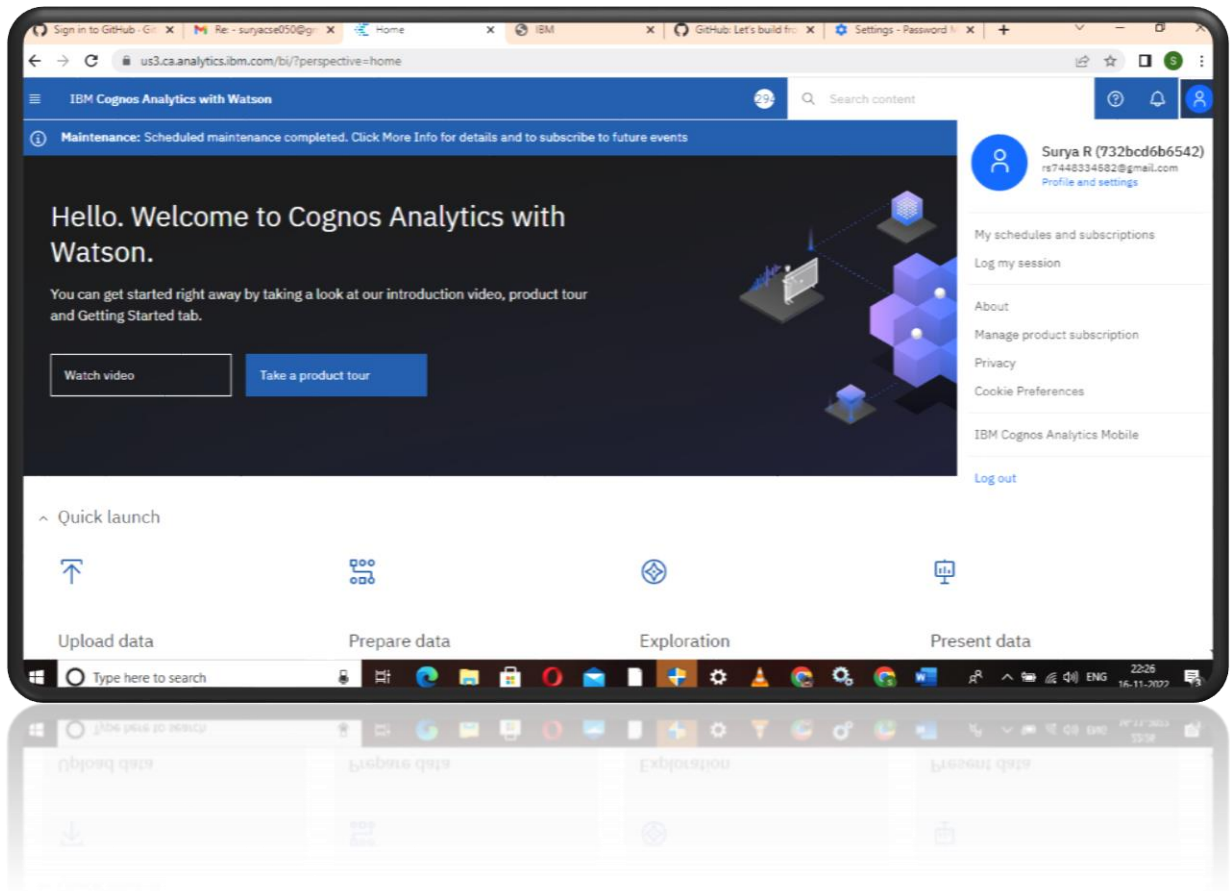 Sign in to GitHub · Git
Re: - suryacse050@gm
Home
IBM
GitHub: Let's build fro
Settings - Password M
us3.ca.analytics.ibm.com/bi/?perspective=home
S
IBM Cognos Analytics with Watson
294
Search content
Maintenance: Scheduled maintenance completed. Click More Info for details and to subscribe to future events
Surya R (732bcd6b6542)
rs7448334582@gmail.com
Profile and settings
Hello. Welcome to Cognos Analytics with
Watson.
You can get started right away by taking a look at our introduction video, product tour
and Getting Started tab.
Watch video
Take a product tour
My schedules and subscriptions
Log my session
About
Manage product subscription
Privacy
Cookie Preferences
IBM Cognos Analytics Mobile
Log out
Quick launch
Upload data
Prepare data
Exploration
Present data
Type here to search
ENG
22:26
16-11-2022